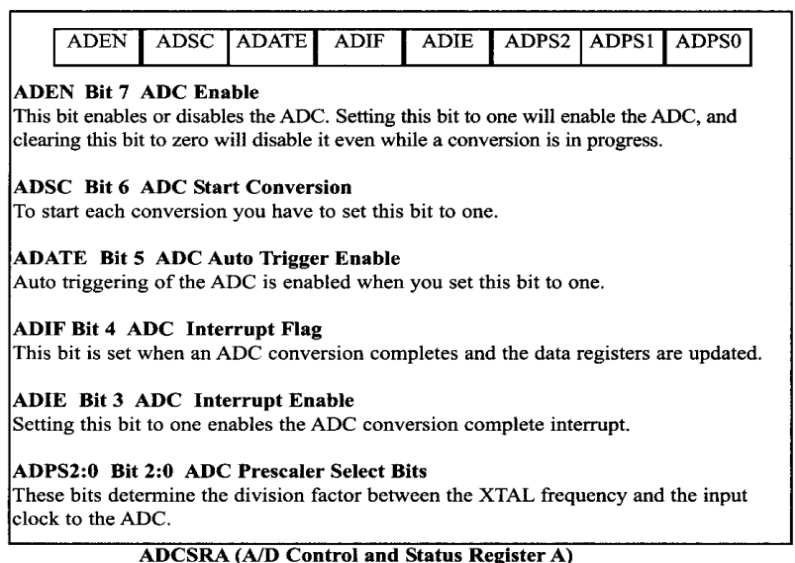 ADEN ADSC ADATE ADIF ADIE ADPS2 ADPS1 ADPS0
ADEN Bit 7 ADC Enable
This bit enables or disables the ADC. Setting this bit to one will enable the ADC, and
clearing this bit to zero will disable it even while a conversion is in progress.
ADSC Bit 6 ADC Start Conversion
To start each conversion you have to set this bit to one.
ADATE Bit 5 ADC Auto Trigger Enable
Auto triggering of the ADC is enabled when you set this bit to one.
ADIF Bit 4 ADC Interrupt Flag
This bit is set when an ADC conversion completes and the data registers are updated.
ADIE Bit 3 ADC Interrupt Enable
Setting this bit to one enables the ADC conversion complete interrupt.
ADPS2:0 Bit 2:0 ADC Prescaler Select Bits
These bits determine the division factor between the XTAL frequency and the input
clock to the ADC.
ADCSRA (A/D Control and Status Register A)